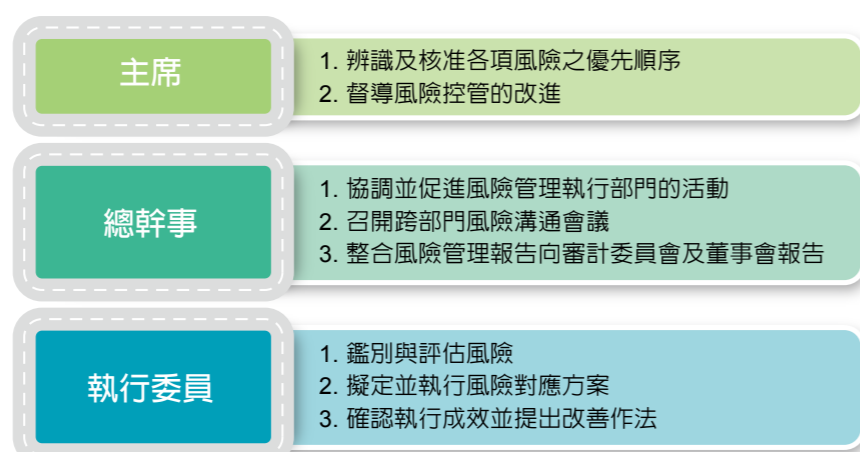 主席
1. 辨識及核准各項風險之優先順序
2. 督導風險控管的改進
總幹事
1. 協調並促進風險管理執行部門的活動
2. 召開跨部門風險溝通會議
3. 整合風險管理報告向審計委員會及董事會報告
執行委員
1. 鑑別與評估風險
2. 擬定並執行風險對應方案
3. 確認執行成效並提出改善作法